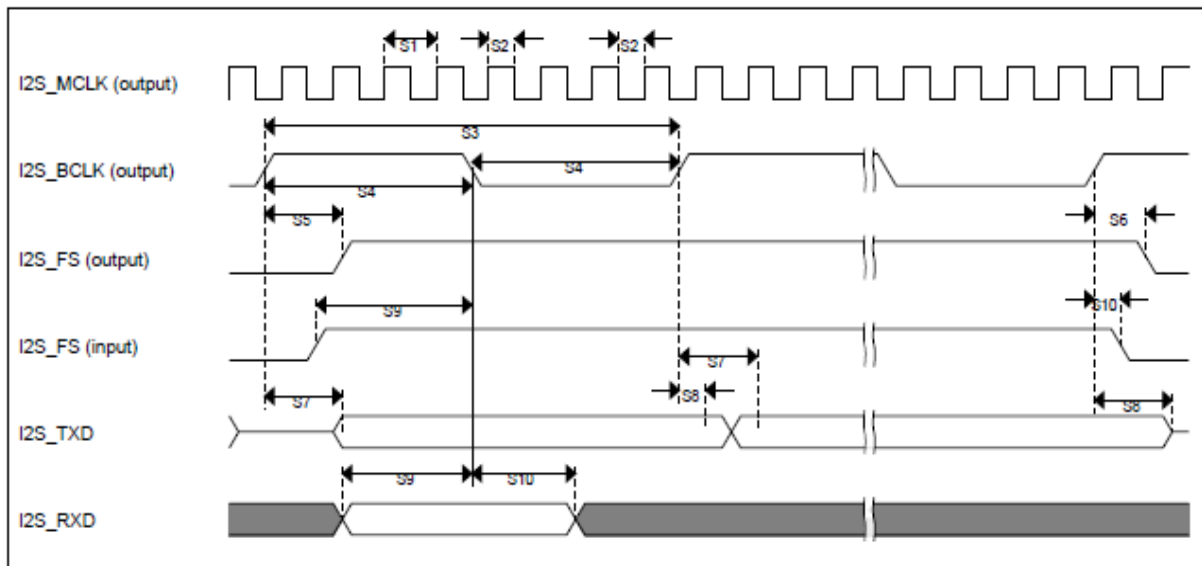 S1 S2 S2
I2S_MCLK (output)
S3
I2S_BCLK (output)
S4
S4
S5 S6
I2S_FS (output)
S9 S10
I2S_FS (input)
S7
S7 S8 S8
I2S_TXD
S9 S10
I2S_RXD